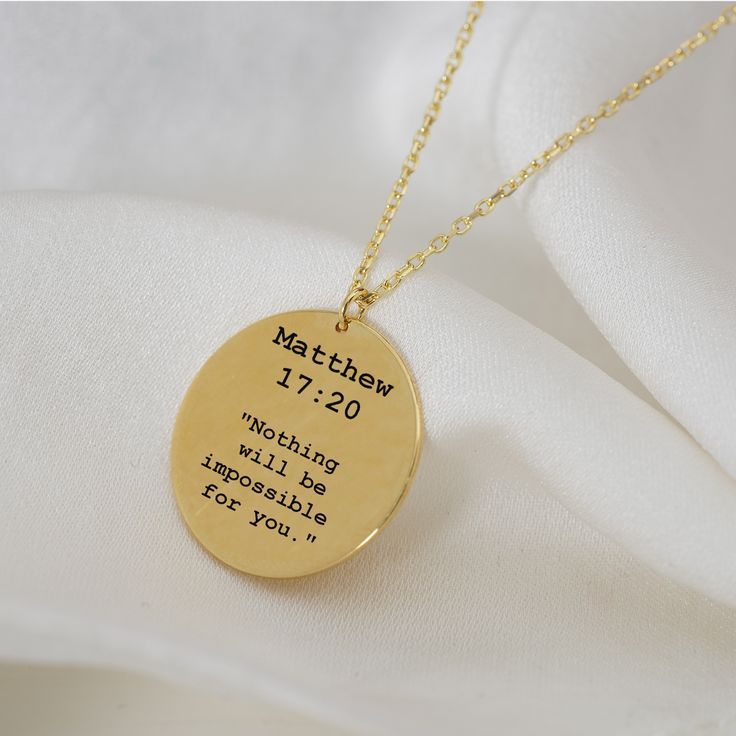 Matthew
17:20
"Nothing
will be
impossible
for you."